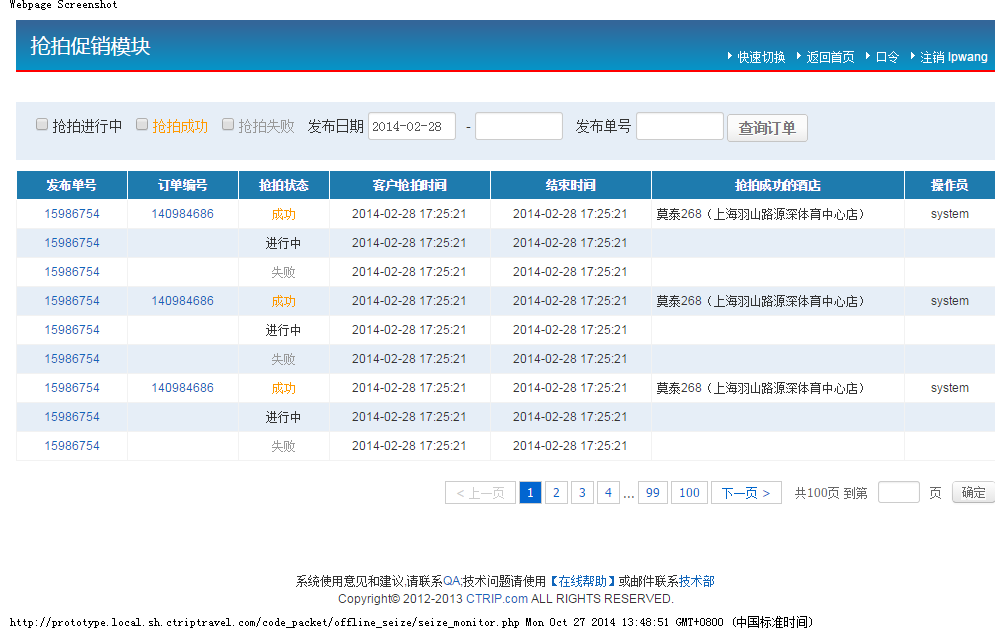 Webpage Screenshot
抢拍促销模块
快速切换 返回首页 口令 注销 lpwang
抢拍进行中 抢拍成功 抢拍失败 发布日期 2014-02-28 - 发布单号 查询订单
发布单号 订单编号 抢拍状态 客户抢拍时间 结束时间 抢拍成功的酒店 操作员
15986754 140984686 成功 2014-02-28 17:25:21 2014-02-28 17:25:21 莫泰268（上海羽山路源深体育中心店） system
15986754 进行中 2014-02-28 17:25:21 2014-02-28 17:25:21
15986754 失败 2014-02-28 17:25:21 2014-02-28 17:25:21
15986754 140984686 成功 2014-02-28 17:25:21 2014-02-28 17:25:21 莫泰268（上海羽山路源深体育中心店） system
15986754 进行中 2014-02-28 17:25:21 2014-02-28 17:25:21
15986754 失败 2014-02-28 17:25:21 2014-02-28 17:25:21
15986754 140984686 成功 2014-02-28 17:25:21 2014-02-28 17:25:21 莫泰268（上海羽山路源深体育中心店） system
15986754 进行中 2014-02-28 17:25:21 2014-02-28 17:25:21
15986754 失败 2014-02-28 17:25:21 2014-02-28 17:25:21
< 上一页 1 2 3 4 ... 99 100 下一页 > 共100页 到第 页 确定
系统使用意见和建议,请联系QA;技术问题请使用【在线帮助】或邮件联系技术部
Copyright© 2012-2013 CTRIP.com ALL RIGHTS RESERVED.
http://prototype.local.sh.ctriptravel.com/code_packet/offline_seize/seize_monitor.php Mon Oct 27 2014 13:48:51 GMT+0800 (中国标准时间)